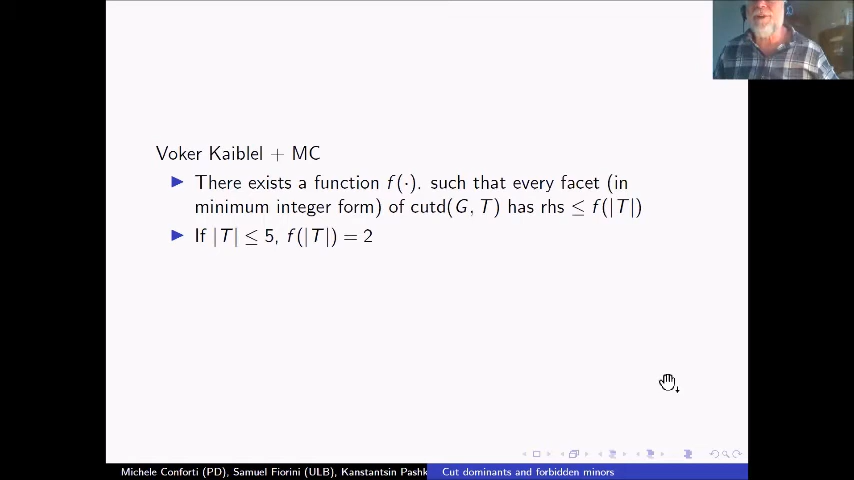 Voker Kaiblel + MC
▶ There exists a function f(·). such that every facet (in
minimum integer form) of cutd(G, T) has rhs ≤ f(|T|)
▶ If |T| ≤ 5, f(|T|) = 2
Michele Conforti (PD), Samuel Fiorini (ULB), Kanstantsin Pashk
Cut dominants and forbidden minors